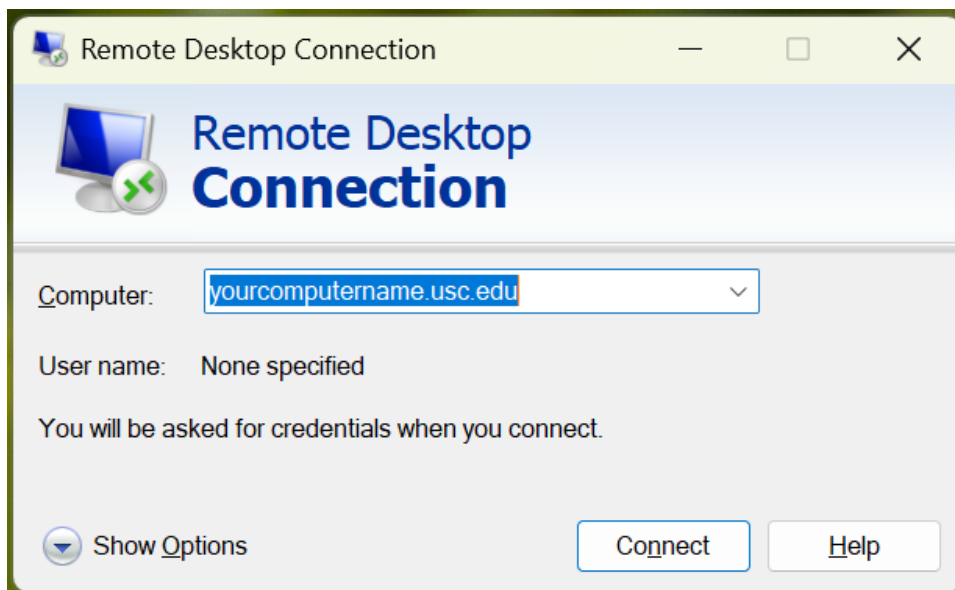 Remote Desktop Connection
Remote Desktop
Connection
Computer: yourcomputername.usc.edu
User name: None specified
You will be asked for credentials when you connect.
Show Options Connect Help